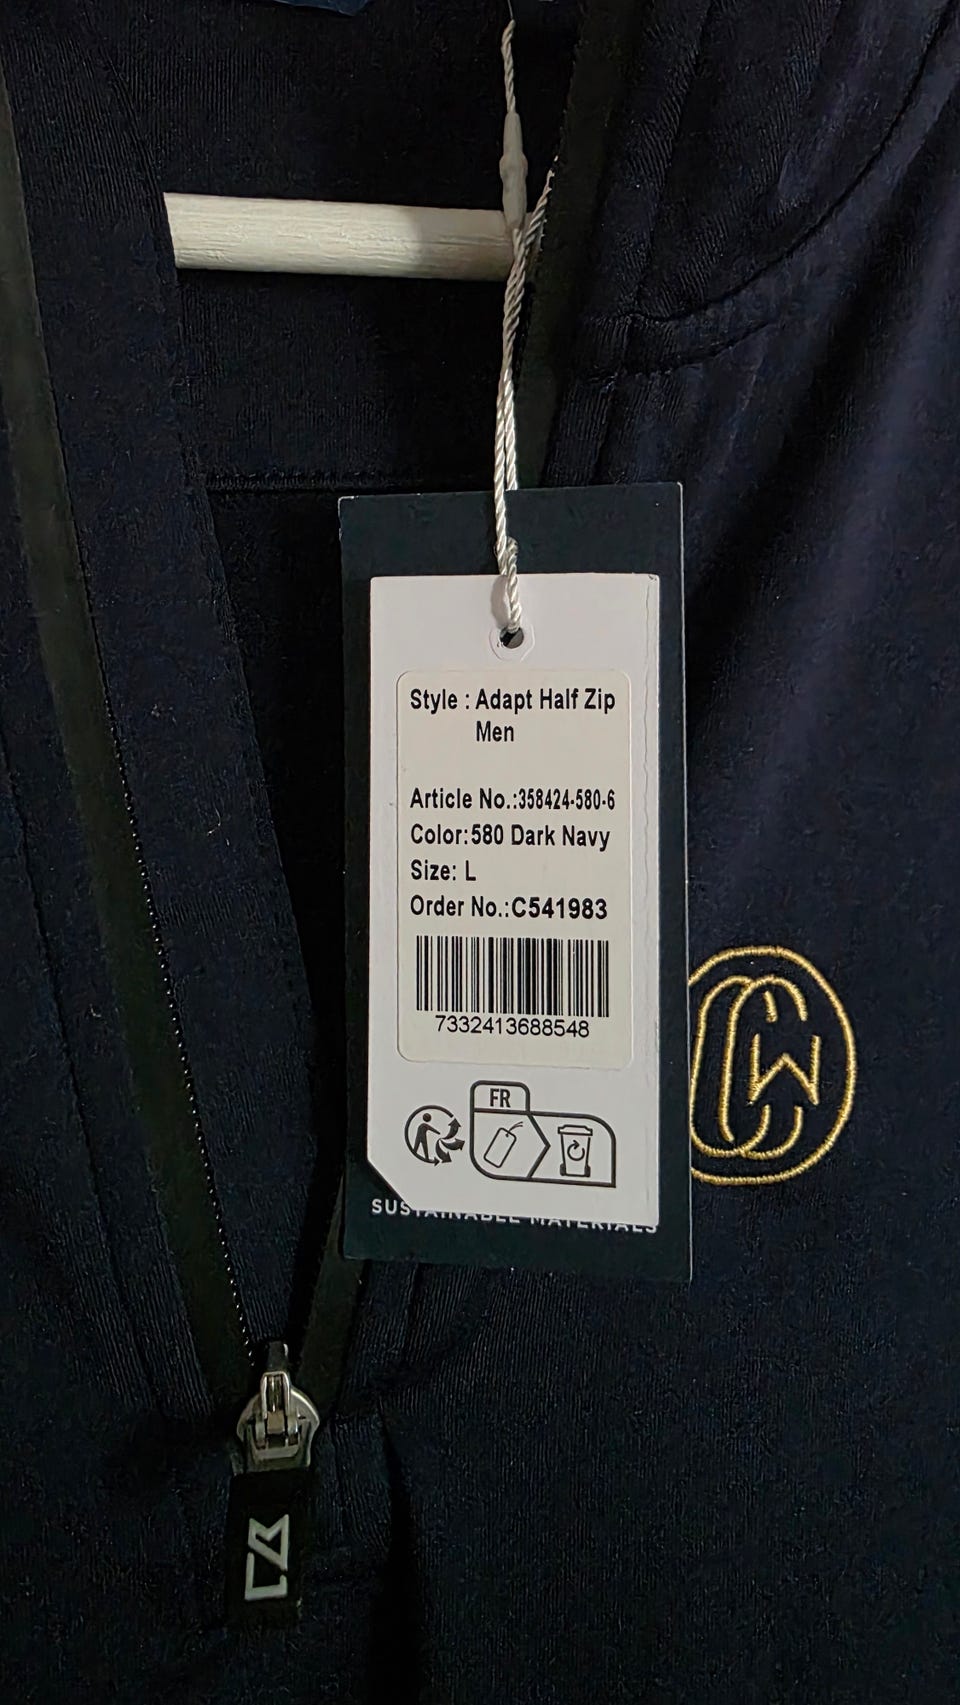 Style : Adapt Half Zip
Men
Article No.:358424-580-6
Color:580 Dark Navy
Size: L
Order No.:C541983
7332413688548
FR
SUSTAINABLE MATERIALS